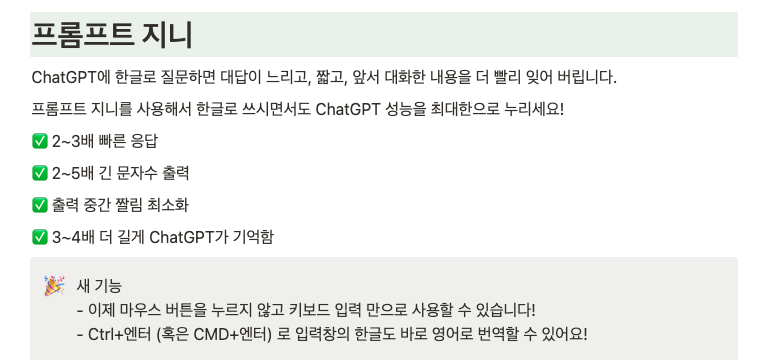 프롬프트 지니
ChatGPT에 한글로 질문하면 대답이 느리고, 짧고, 앞서 대화한 내용을 더 빨리 잊어 버립니다.
프롬프트 지니를 사용해서 한글로 쓰시면서도 ChatGPT 성능을 최대한으로 누리세요!
✅ 2~3배 빠른 응답
✅ 2~5배 긴 문자수 출력
✅ 출력 중간 짤림 최소화
✅ 3~4배 더 길게 ChatGPT가 기억함
🎉 새 기능
- 이제 마우스 버튼을 누르지 않고 키보드 입력 만으로 사용할 수 있습니다!
- Ctrl+엔터 (혹은 CMD+엔터) 로 입력창의 한글도 바로 영어로 번역할 수 있어요!